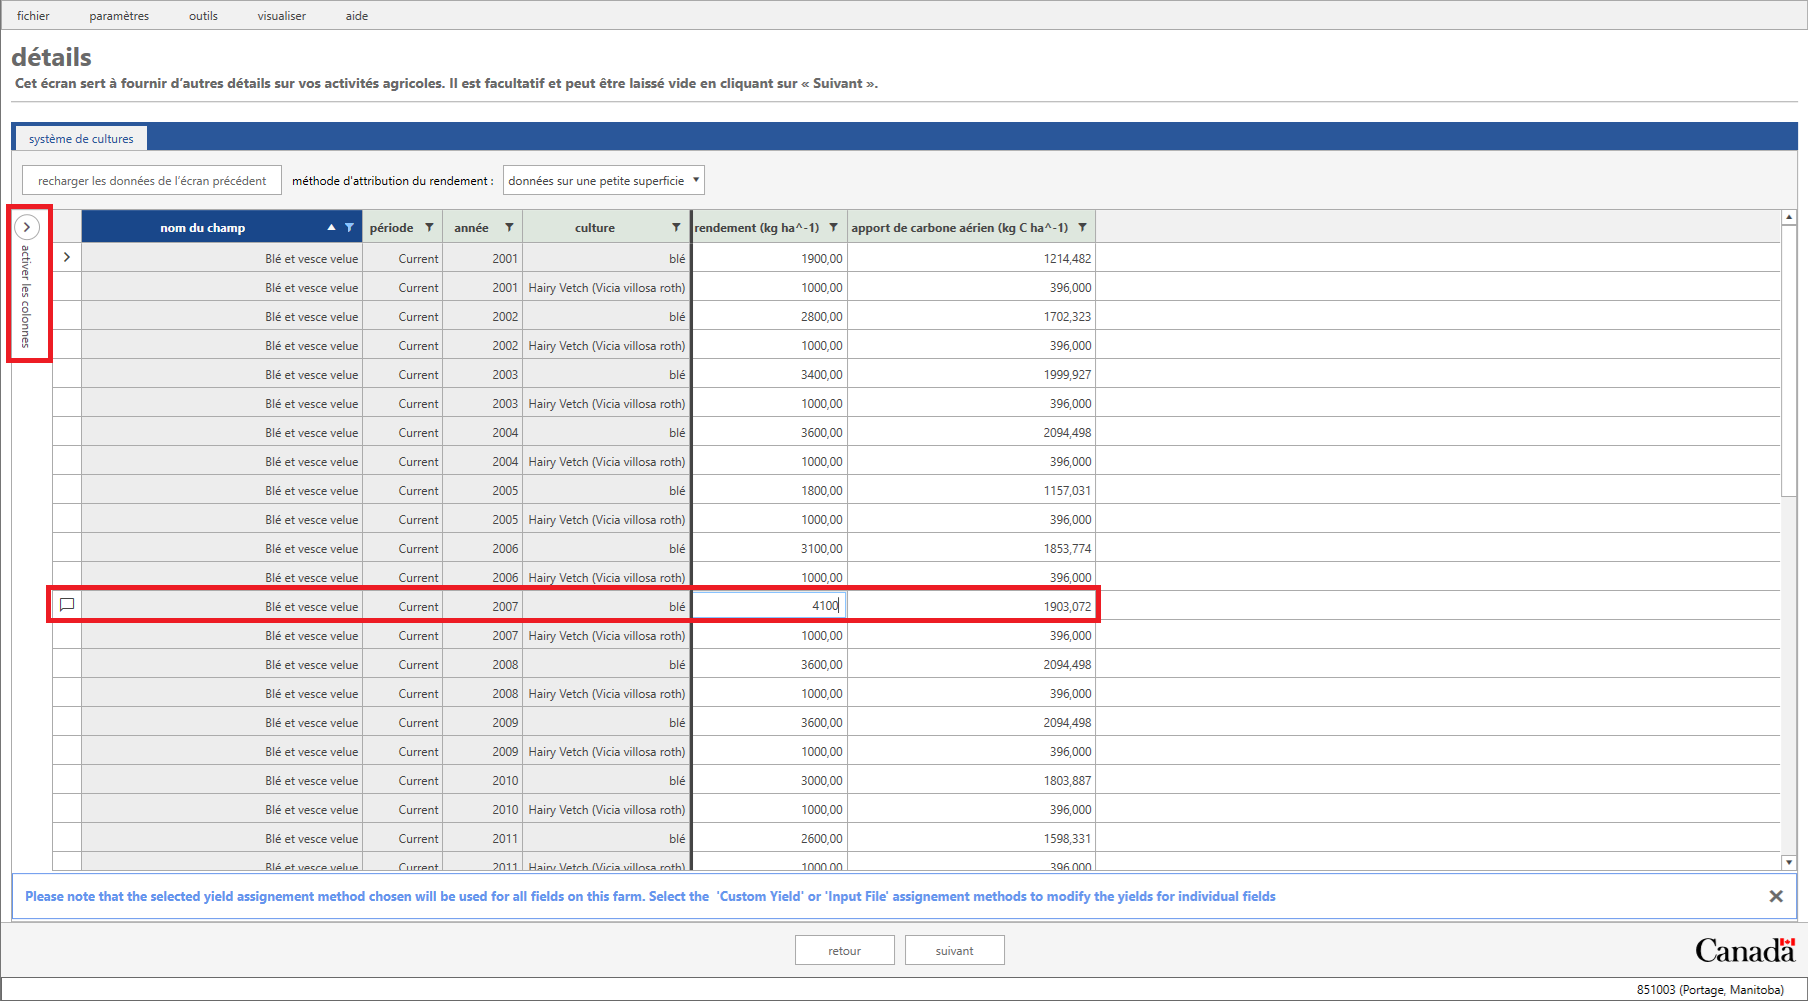 fichier paramètres outils visualiser aide
détails
Cet écran sert à fournir d'autres détails sur vos activités agricoles. Il est facultatif et peut être laissé vide en cliquant sur « Suivant ».
système de cultures
recharger les données de l'écran précédent méthode d'attribution du rendement : données sur une petite superficie
activer les colonnes
nom du champ période année culture rendement (kg ha^-1) apport de carbone aérien (kg C ha^-1)
Blé et vesce velue Current 2001 blé 1900,00 1214,482
Blé et vesce velue Current 2001 Hairy Vetch (Vicia villosa roth) 1000,00 396,000
Blé et vesce velue Current 2002 blé 2800,00 1702,323
Blé et vesce velue Current 2002 Hairy Vetch (Vicia villosa roth) 1000,00 396,000
Blé et vesce velue Current 2003 blé 3400,00 1999,927
Blé et vesce velue Current 2003 Hairy Vetch (Vicia villosa roth) 1000,00 396,000
Blé et vesce velue Current 2004 blé 3600,00 2094,498
Blé et vesce velue Current 2004 Hairy Vetch (Vicia villosa roth) 1000,00 396,000
Blé et vesce velue Current 2005 blé 1800,00 1157,031
Blé et vesce velue Current 2005 Hairy Vetch (Vicia villosa roth) 1000,00 396,000
Blé et vesce velue Current 2006 blé 3100,00 1853,774
Blé et vesce velue Current 2006 Hairy Vetch (Vicia villosa roth) 1000,00 396,000
Blé et vesce velue Current 2007 blé 4100 1903,072
Blé et vesce velue Current 2007 Hairy Vetch (Vicia villosa roth) 1000,00 396,000
Blé et vesce velue Current 2008 blé 3600,00 2094,498
Blé et vesce velue Current 2008 Hairy Vetch (Vicia villosa roth) 1000,00 396,000
Blé et vesce velue Current 2009 blé 3600,00 2094,498
Blé et vesce velue Current 2009 Hairy Vetch (Vicia villosa roth) 1000,00 396,000
Blé et vesce velue Current 2010 blé 3000,00 1803,887
Blé et vesce velue Current 2010 Hairy Vetch (Vicia villosa roth) 1000,00 396,000
Blé et vesce velue Current 2011 blé 2600,00 1598,331
Blé et vesce velue Current 2011 Hairy Vetch (Vicia villosa roth) 1000,00 396,000
Please note that the selected yield assignement method chosen will be used for all fields on this farm. Select the 'Custom Yield' or 'Input File' assignement methods to modify the yields for individual fields
retour suivant
Canada
851003 (Portage, Manitoba)